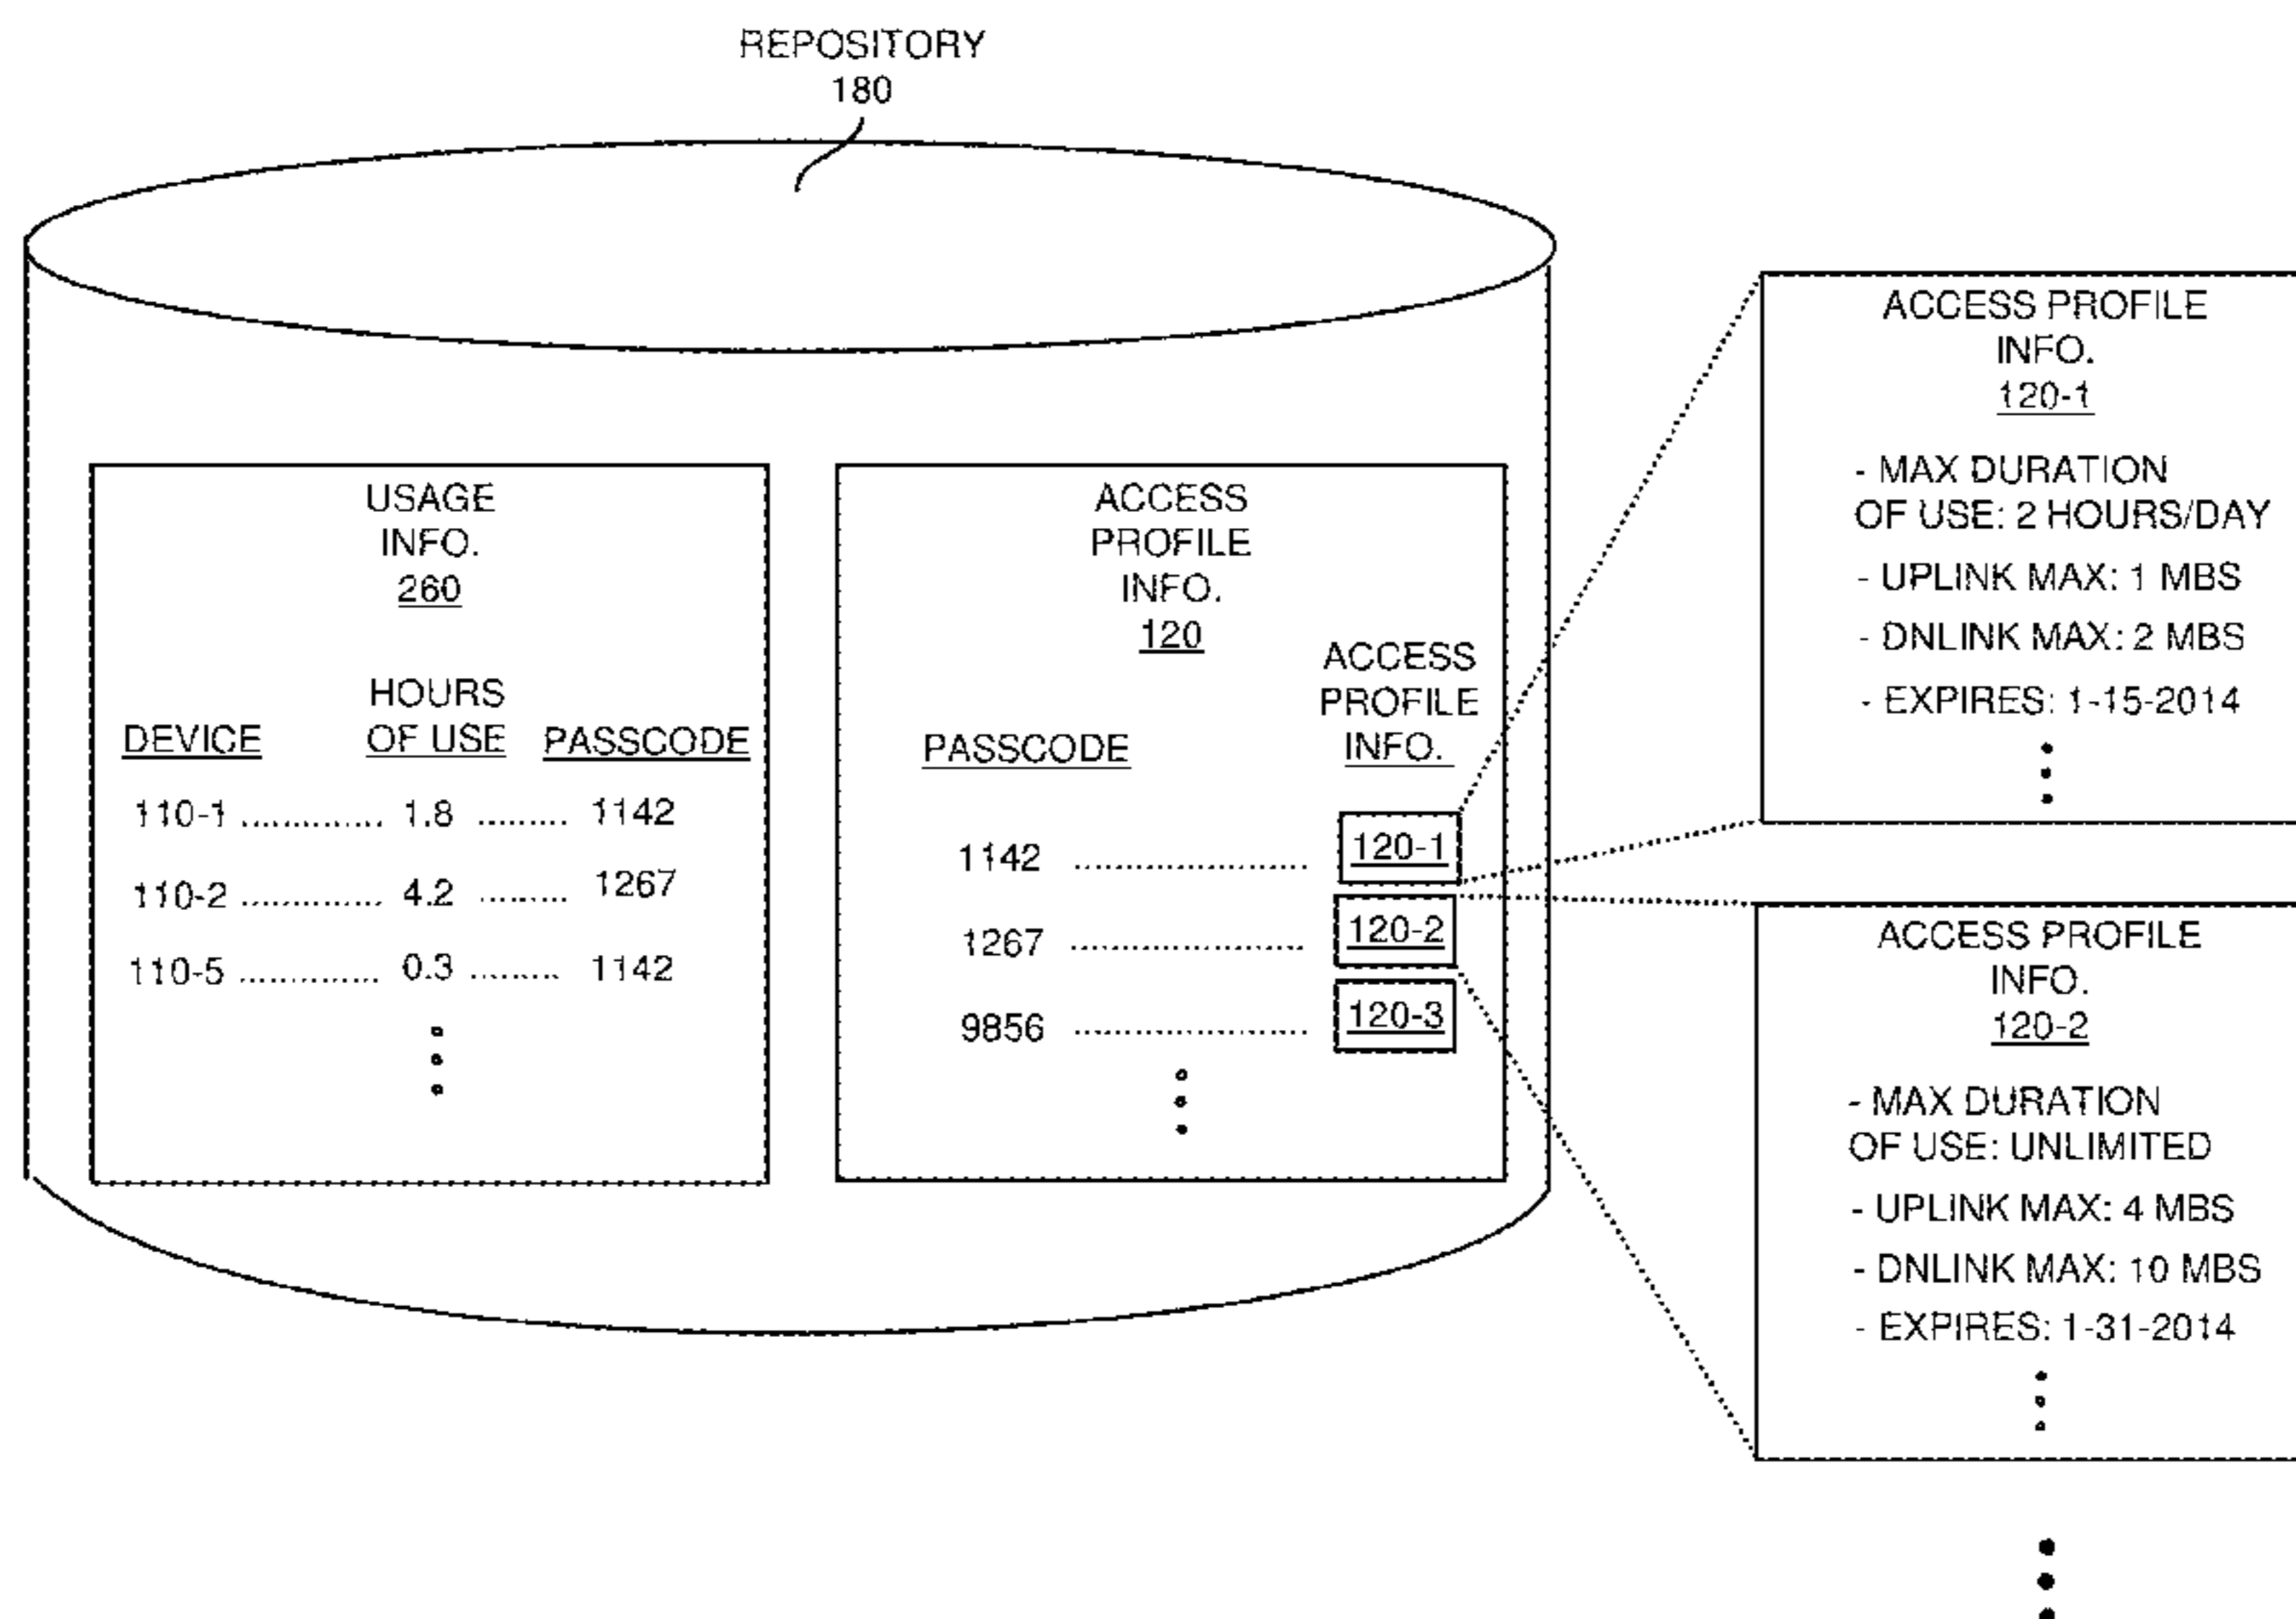 REPOSITORY
180
USAGE
INFO.
260
HOURS
DEVICE OF USE PASSCODE
110-1 ............ 1.8 ........ 1142
110-2 ............ 4.2 ........ 1267
110-5 ............ 0.3 ........ 1142
ACCESS
PROFILE
INFO.
120
ACCESS
PROFILE
PASSCODE INFO.
1142 .................... 120-1
1267 .................... 120-2
9856 .................... 120-3
ACCESS PROFILE
INFO.
120-1
- MAX DURATION
OF USE: 2 HOURS/DAY
- UPLINK MAX: 1 MBS
- DNLINK MAX: 2 MBS
- EXPIRES: 1-15-2014
ACCESS PROFILE
INFO.
120-2
- MAX DURATION
OF USE: UNLIMITED
- UPLINK MAX: 4 MBS
- DNLINK MAX: 10 MBS
- EXPIRES: 1-31-2014